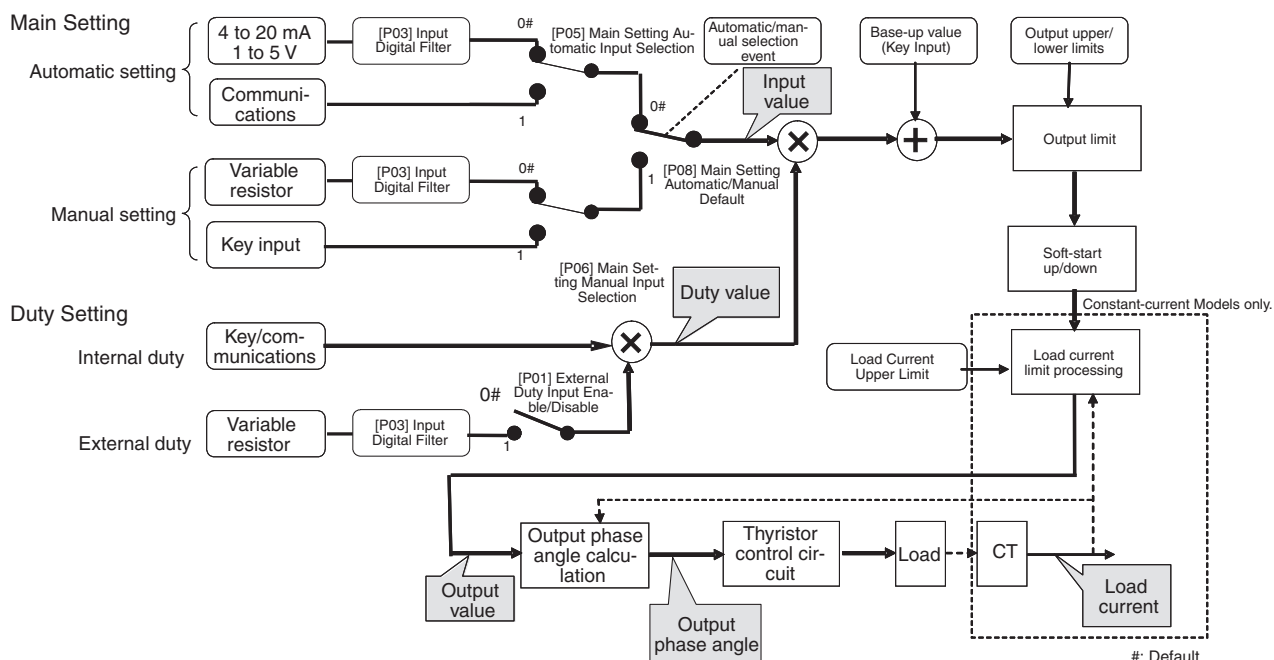 Main Setting
Automatic setting
4 to 20 mA
1 to 5 V
[P03] Input
Digital Filter
0#
[P05] Main Setting Au-
tomatic Input Selection
Automatic/man-
ual selection
event
Base-up value
(Key Input)
Output upper/
lower limits
Communi-
cations
1
0#
Input
value
Output limit
Manual setting
Variable
resistor
[P03] Input
Digital Filter
0#
1
[P08] Main Setting
Automatic/Manual
Default
Key input
1
Soft-start
up/down
[P06] Main Set-
ting Manual Input
Selection
Duty value
Constant-current Models only.
Duty Setting
Internal duty
Key/com-
munications
Load Current
Upper Limit
Load current
limit processing
External duty
Variable
resistor
[P03] Input
Digital Filter
0#
1
[P01] External
Duty Input Ena-
ble/Disable
Output phase
angle calcu-
lation
Thyristor
control cir-
cuit
Load
CT
Output
value
Output
phase angle
Load
current
#: Default